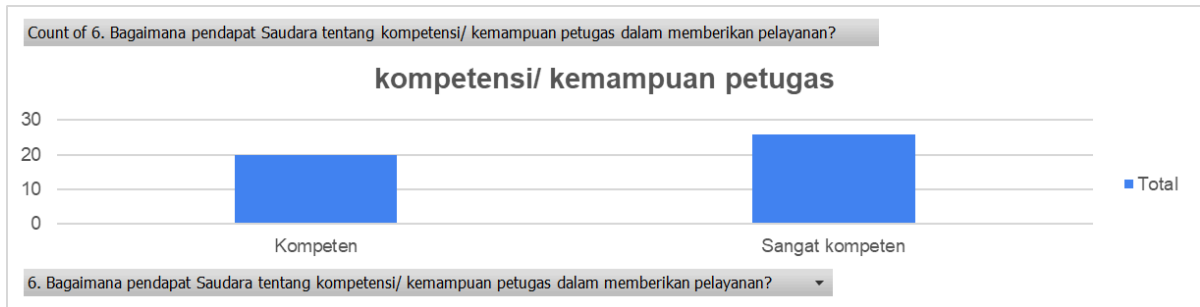 Count of 6. Bagaimana pendapat Saudara tentang kompetensi/ kemampuan petugas dalam memberikan pelayanan?
kompetensi/ kemampuan petugas
30
20
10
0
Total
Kompeten
Sangat kompeten
6. Bagaimana pendapat Saudara tentang kompetensi/ kemampuan petugas dalam memberikan pelayanan?